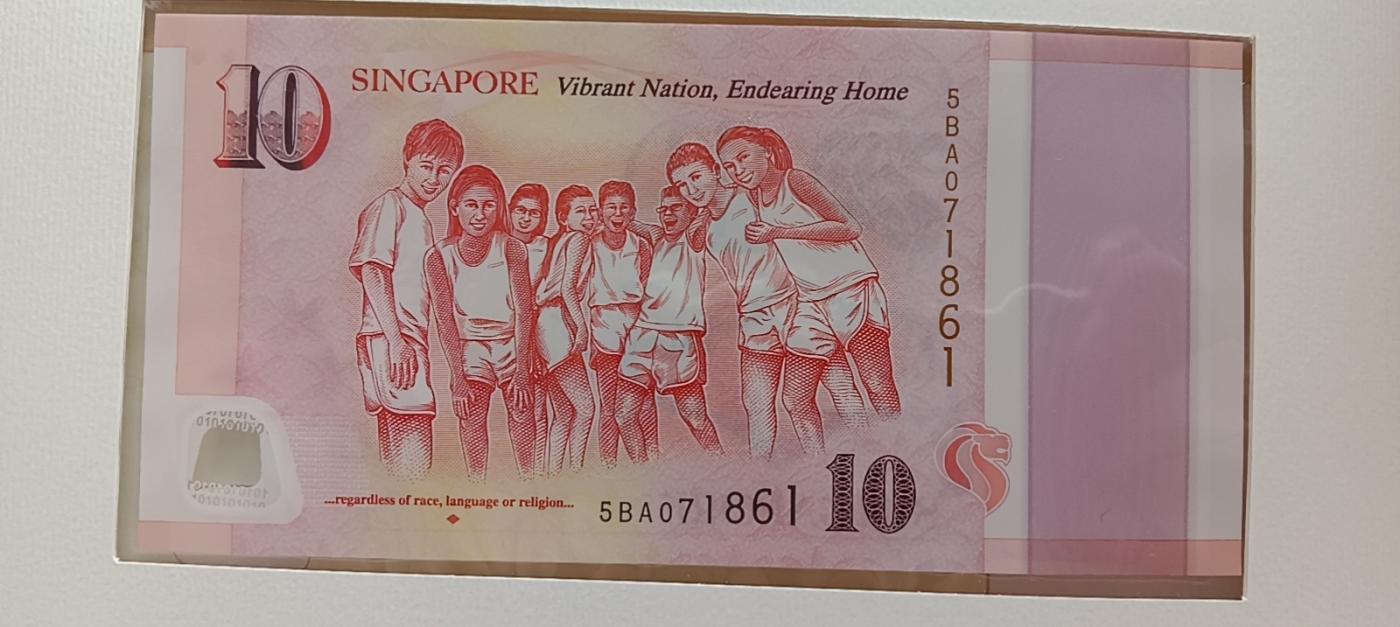 10
SINGAPORE Vibrant Nation, Endearing Home
5BA071861
...regardless of race, language or religion...
5BA071861
10